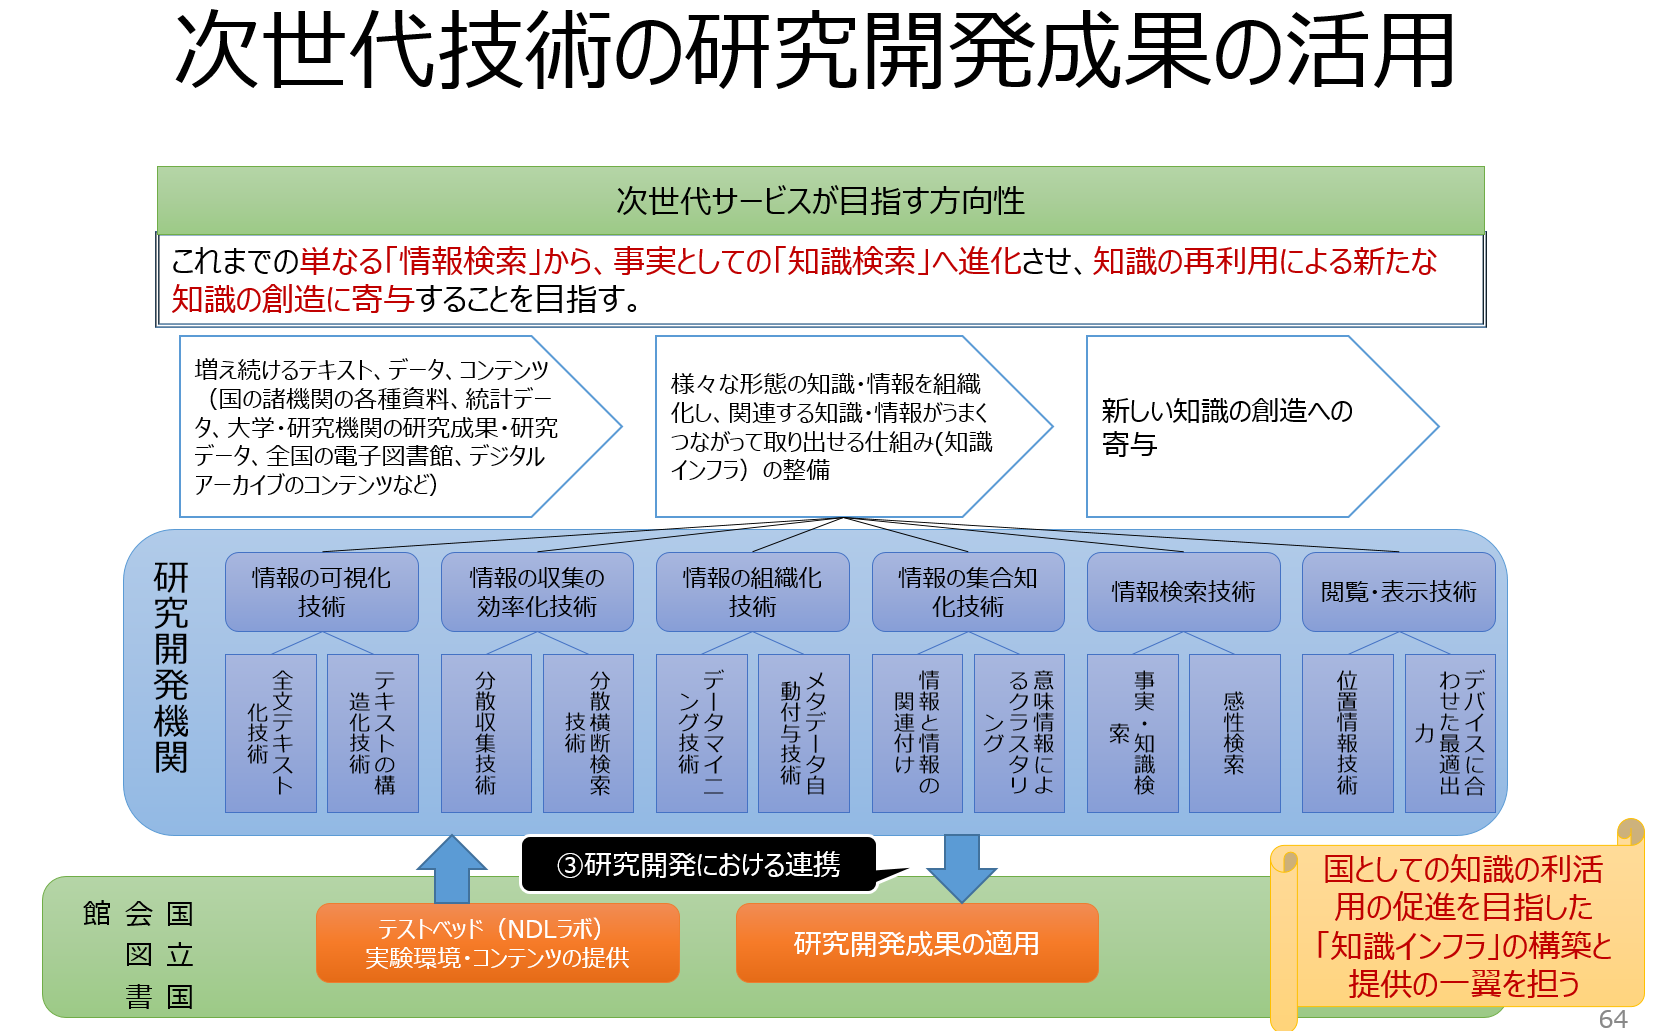 次世代技術の研究開発成果の活用
次世代サービスが目指す方向性
これまでの単なる「情報検索」から、事実としての「知識検索」へ進化させ、知識の再利用による新たな
知識の創造に寄与することを目指す。
増え続けるテキスト、データ、コンテンツ
（国の諸機関の各種資料、統計デー
タ、大学・研究機関の研究成果・研究
データ、全国の電子図書館、デジタル
アーカイブのコンテンツなど）
様々な形態の知識・情報を組織
化し、関連する知識・情報がうまく
つながって取り出せる仕組み(知識
インフラ）の整備
新しい知識の創造への
寄与
研究開発機関
情報の可視化
技術
情報の収集の
効率化技術
情報の組織化
技術
情報の集合知
化技術
情報検索技術
閲覧・表示技術
全文テキスト
化技術
テキストの構
造化技術
分散収集技術
分散横断検索
技術
データマイニ
ング技術
メタデータ自
動付与技術
情報と情報の
関連付け
意味情報によ
るクラスタリ
ング
事実・知識検
索
感性検索
位置情報技術
デバイスに合
わせた最適出
力
③研究開発における連携
国立国
会図書
館
テストベッド（NDLラボ）
実験環境・コンテンツの提供
研究開発成果の適用
国としての知識の利活
用の促進を目指した
「知識インフラ」の構築と
提供の一翼を担う
64